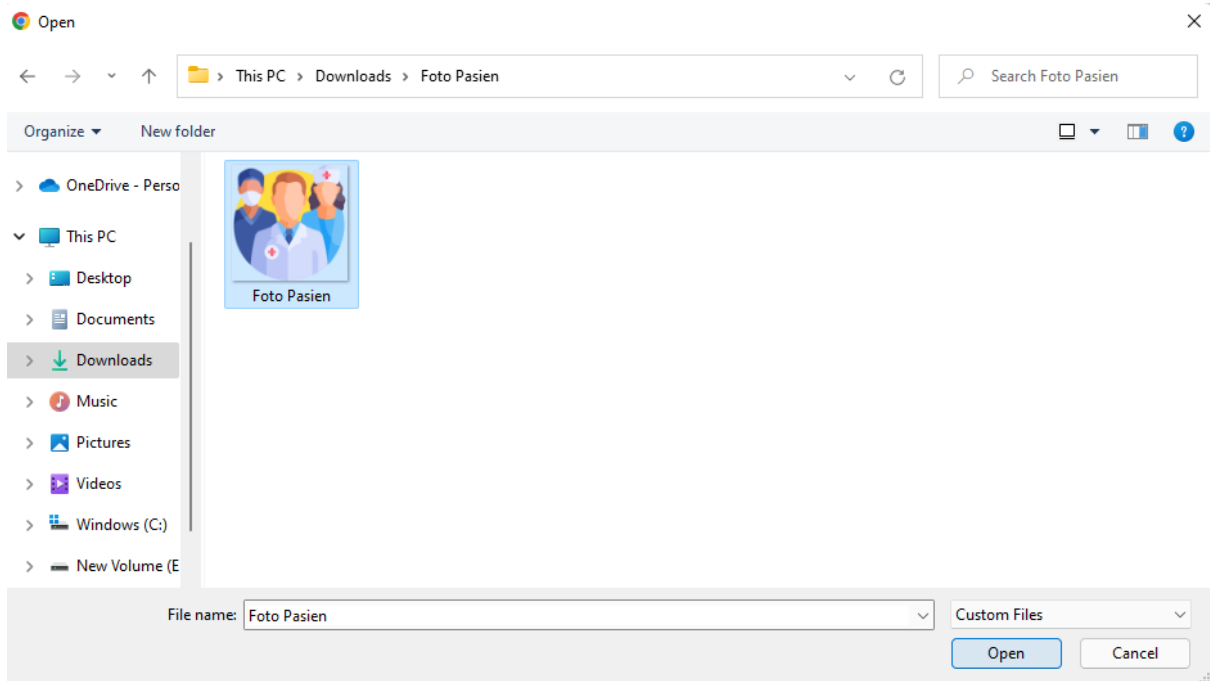 Open
This PC > Downloads > Foto Pasien
Search Foto Pasien
Organize
New folder
OneDrive - Perso
This PC
Desktop
Documents
Downloads
Music
Pictures
Videos
Windows (C:)
New Volume (E
Foto Pasien
File name: Foto Pasien
Custom Files
Open
Cancel